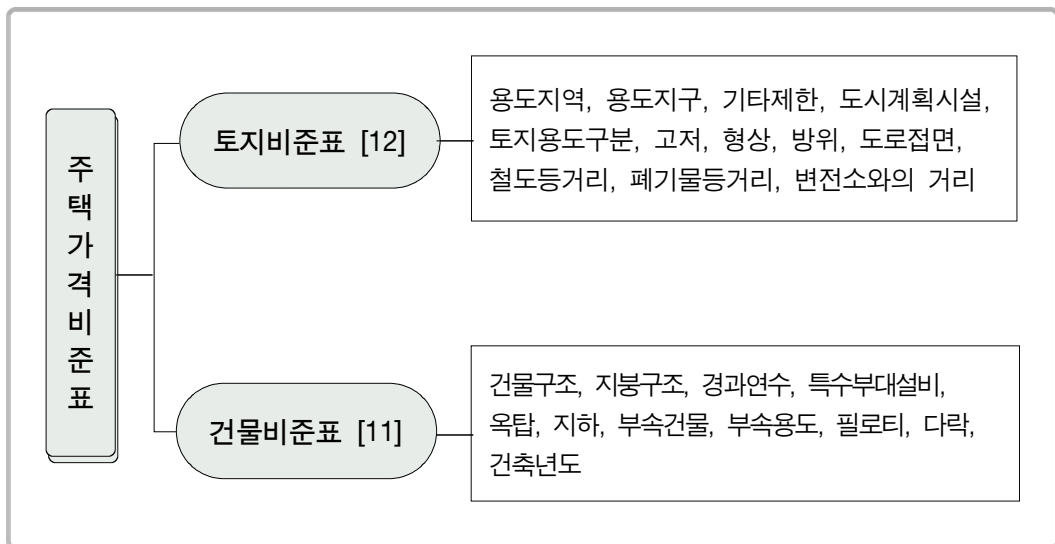 주택가격비준표
토지비준표 [12]
용도지역, 용도지구, 기타제한, 도시계획시설,
토지용도구분, 고저, 형상, 방위, 도로접면,
철도등거리, 폐기물등거리, 변전소와의 거리
건물비준표 [11]
건물구조, 지붕구조, 경과연수, 특수부대설비,
옥탑, 지하, 부속건물, 부속용도, 필로티, 다락,
건축년도